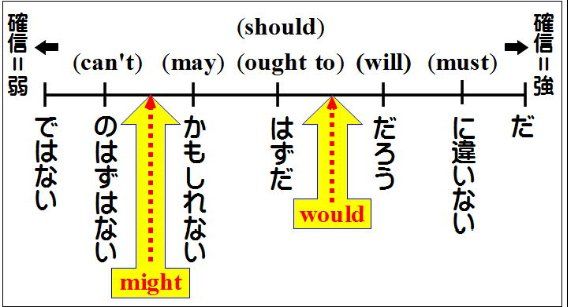 (should)
(can't) (may) (ought to) (will) (must)
確信＝弱
確信＝強
ではない
のはずはない
かもしれない
はずだ
だろう
に違いない
だ
would
might